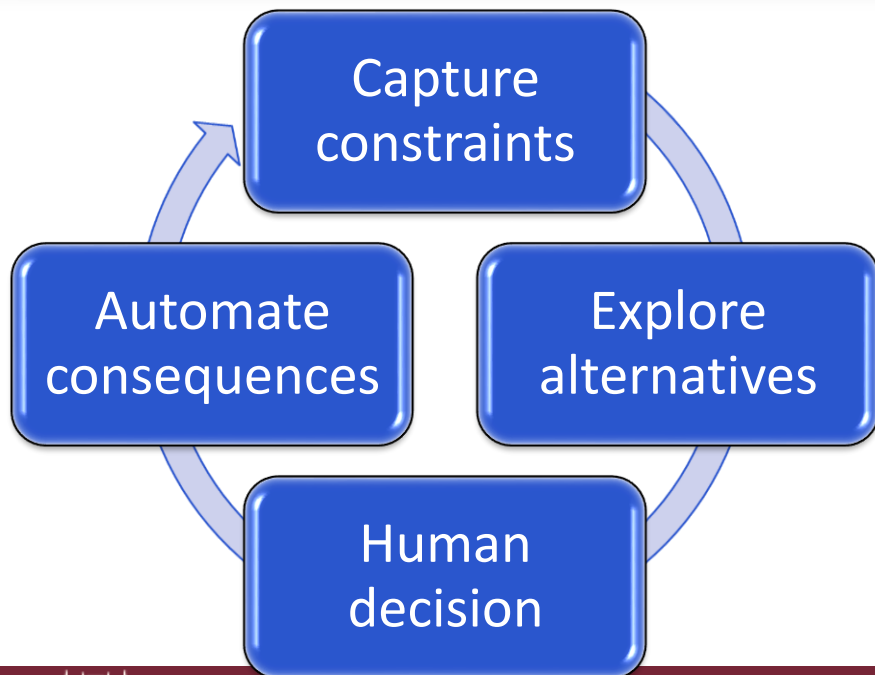 Capture
constraints
Explore
alternatives
Human
decision
Automate
consequences